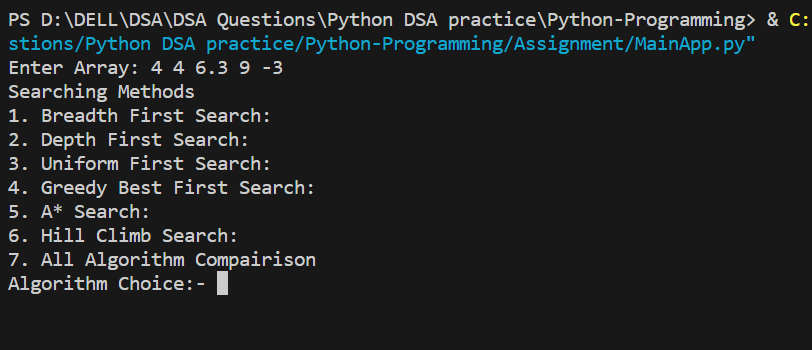 PS D:\DELL\DSA\DSA Questions\Python DSA practice\Python-Programming> & C:
stions/Python DSA practice/Python-Programming/Assignment/MainApp.py"
Enter Array: 4 4 6.3 9 -3
Searching Methods
1. Breadth First Search:
2. Depth First Search:
3. Uniform First Search:
4. Greedy Best First Search:
5. A* Search:
6. Hill Climb Search:
7. All Algorithm Compairison
Algorithm Choice:-